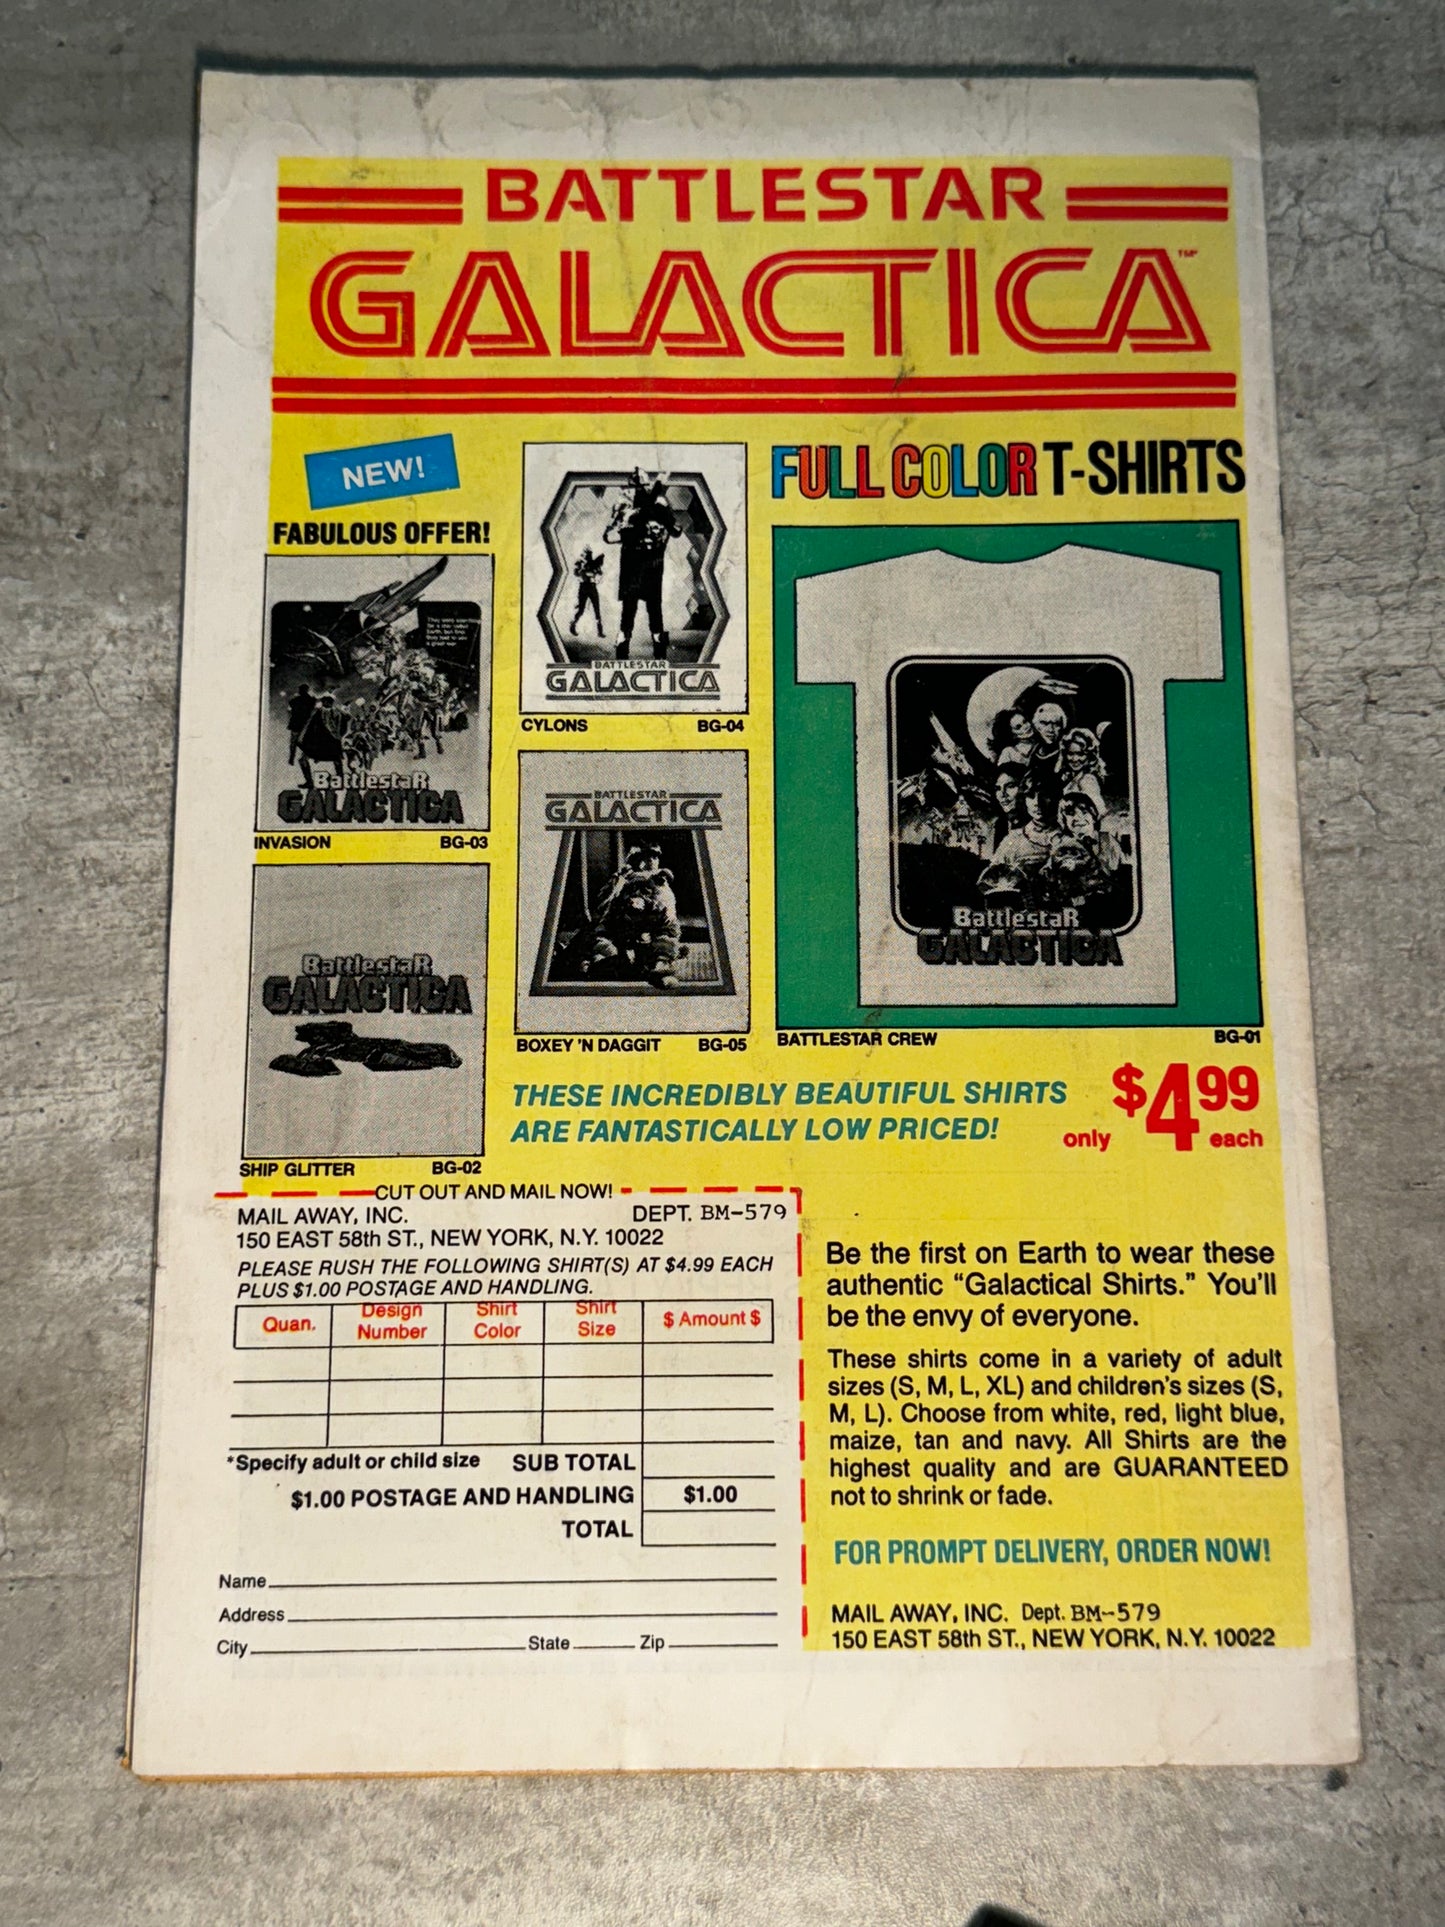 BATTLESTAR
GALACTICA™
NEW!
FABULOUS OFFER!
FULL COLOR T-SHIRTS
They were searching
Battlestar
GALACTICA
INVASION BG-03
BATTLESTAR
GALACTICA
CYLONS BG-04
Battlestar
GALACTICA
SHIP GLITTER BG-02
BATTLESTAR
GALACTICA
BOXEY 'N DAGGIT BG-05
Battlestar
GALACTICA
BATTLESTAR CREW BG-01
THESE INCREDIBLY BEAUTIFUL SHIRTS
ARE FANTASTICALLY LOW PRICED!
only $4.99 each
CUT OUT AND MAIL NOW!
MAIL AWAY, INC. DEPT. BM-579
150 EAST 58th ST., NEW YORK, N.Y. 10022
PLEASE RUSH THE FOLLOWING SHIRT(S) AT $4.99 EACH
PLUS $1.00 POSTAGE AND HANDLING.
Quan. Design Number Shirt Color Shirt Size $ Amount $
*Specify adult or child size SUB TOTAL
$1.00 POSTAGE AND HANDLING $1.00
TOTAL
Name
Address
City State Zip
Be the first on Earth to wear these
authentic "Galactical Shirts." You'll
be the envy of everyone.
These shirts come in a variety of adult
sizes (S, M, L, XL) and children's sizes (S,
M, L). Choose from white, red, light blue,
maize, tan and navy. All Shirts are the
highest quality and are GUARANTEED
not to shrink or fade.
FOR PROMPT DELIVERY, ORDER NOW!
MAIL AWAY, INC. Dept. BM-579
150 EAST 58th ST., NEW YORK, N.Y. 10022